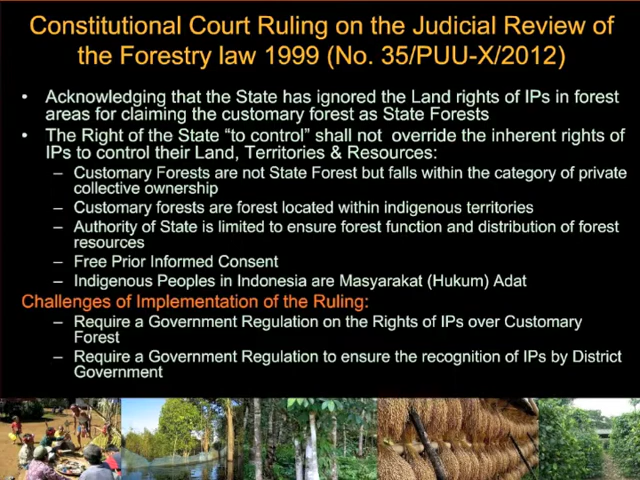 Constitutional Court Ruling on the Judicial Review of
the Forestry law 1999 (No. 35/PUU-X/2012)
• Acknowledging that the State has ignored the Land rights of IPs in forest
areas for claiming the customary forest as State Forests
• The Right of the State “to control” shall not override the inherent rights of
IPs to control their Land, Territories & Resources:
– Customary Forests are not State Forest but falls within the category of private
collective ownership
– Customary forests are forest located within indigenous territories
– Authority of State is limited to ensure forest function and distribution of forest
resources
– Free Prior Informed Consent
– Indigenous Peoples in Indonesia are Masyarakat (Hukum) Adat
Challenges of Implementation of the Ruling:
– Require a Government Regulation on the Rights of IPs over Customary
Forest
– Require a Government Regulation to ensure the recognition of IPs by District
Government